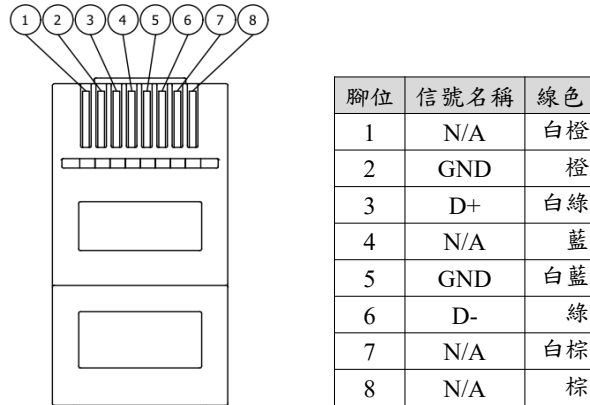 1 2 3 4 5 6 7 8
腳位 信號名稱 線色
1 N/A 白橙
2 GND 橙
3 D+ 白綠
4 N/A 藍
5 GND 白藍
6 D- 綠
7 N/A 白棕
8 N/A 棕